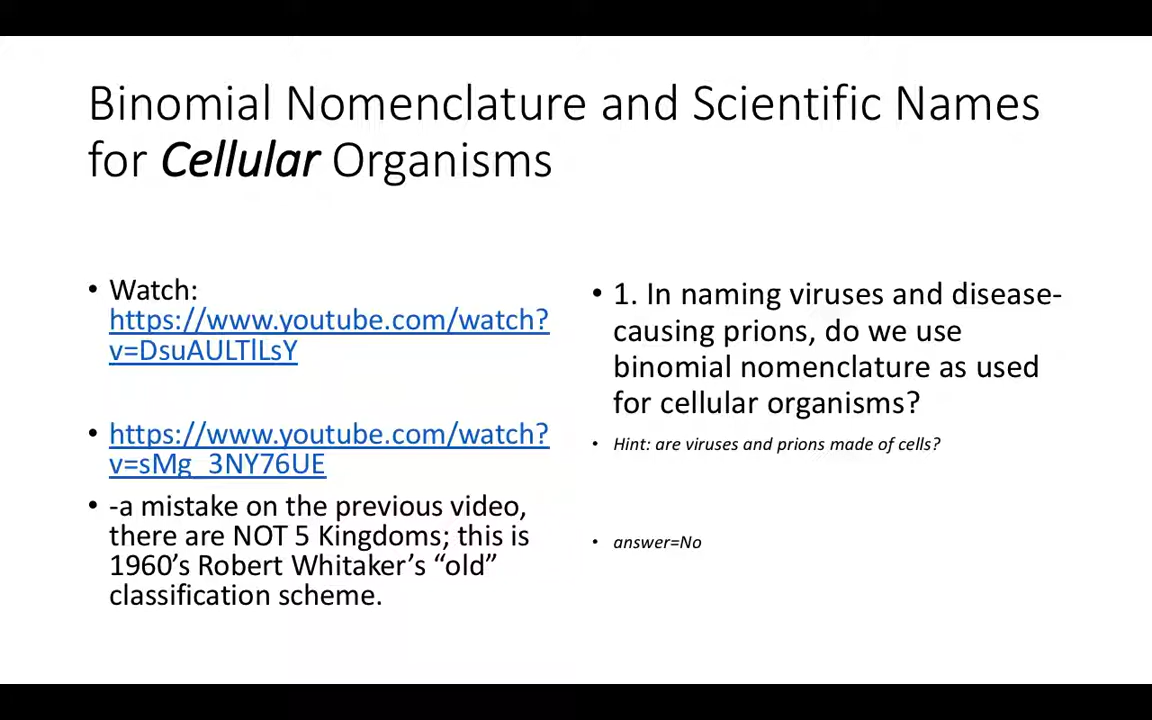 Binomial Nomenclature and Scientific Names
for Cellular Organisms
• Watch:
https://www.youtube.com/watch?
v=DsuAULTlLsY
• https://www.youtube.com/watch?
v=sMg_3NY76UE
• -a mistake on the previous video,
there are NOT 5 Kingdoms; this is
1960’s Robert Whitaker’s “old”
classification scheme.
• 1. In naming viruses and disease-
causing prions, do we use
binomial nomenclature as used
for cellular organisms?
• Hint: are viruses and prions made of cells?
• answer=No